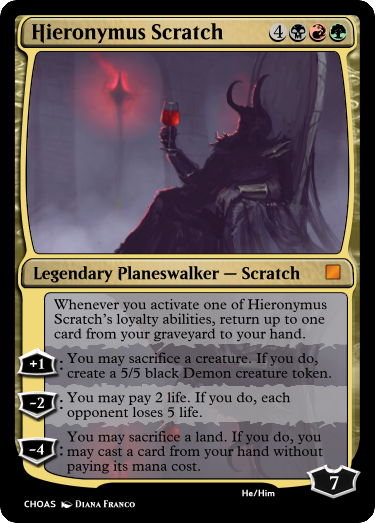 Hieronymus Scratch 4
Legendary Planeswalker — Scratch
Whenever you activate one of Hieronymus
Scratch's loyalty abilities, return up to one
card from your graveyard to your hand.
+1: You may sacrifice a creature. If you do,
create a 5/5 black Demon creature token.
-2: You may pay 2 life. If you do, each
opponent loses 5 life.
-4: You may sacrifice a land. If you do, you
may cast a card from your hand without
paying its mana cost.
7
He/Him
CHOAS Diana Franco